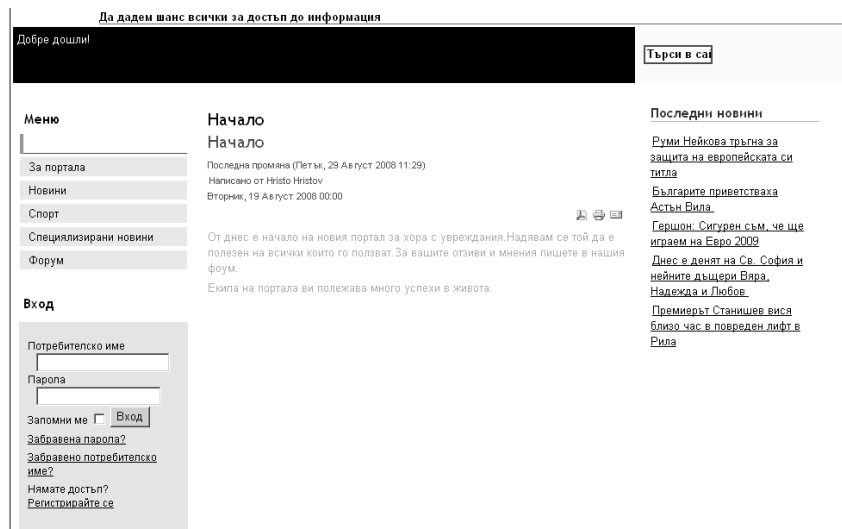 Да дадем шанс всички за достъп до информация
Добре дошли!
Търси в сай
Меню
За портала
Новини
Спорт
Специялизирани новини
Форум
Вход
Потребителско име
Парола
Запомни ме
Вход
Забравена парола?
Забравено потребителско
име?
Нямате достъп?
Регистрирайте се
Начало
Начало
Последна промяна (Петък, 29 Август 2008 11:29)
Написано от Hristo Hristov
Вторник, 19 Август 2008 00:00
От днес е начало на новия портал за хора с увреждания.Надявам се той да е
полезен на всички които го ползват.За вашите отзиви и мнения пишете в нашия
фоум.
Екипа на портала ви полежава много успехи в живота.
Последни новини
Руми Нейкова тръгна за
защита на европейската си
титла
Българите приветстваха
Астън Вила
Гершон: Сигурен съм, че ще
играем на Евро 2009
Днес е денят на Св. София и
нейните дъщери Вяра,
Надежда и Любов
Премиерът Станишев вися
близо час в повреден лифт в
Рила